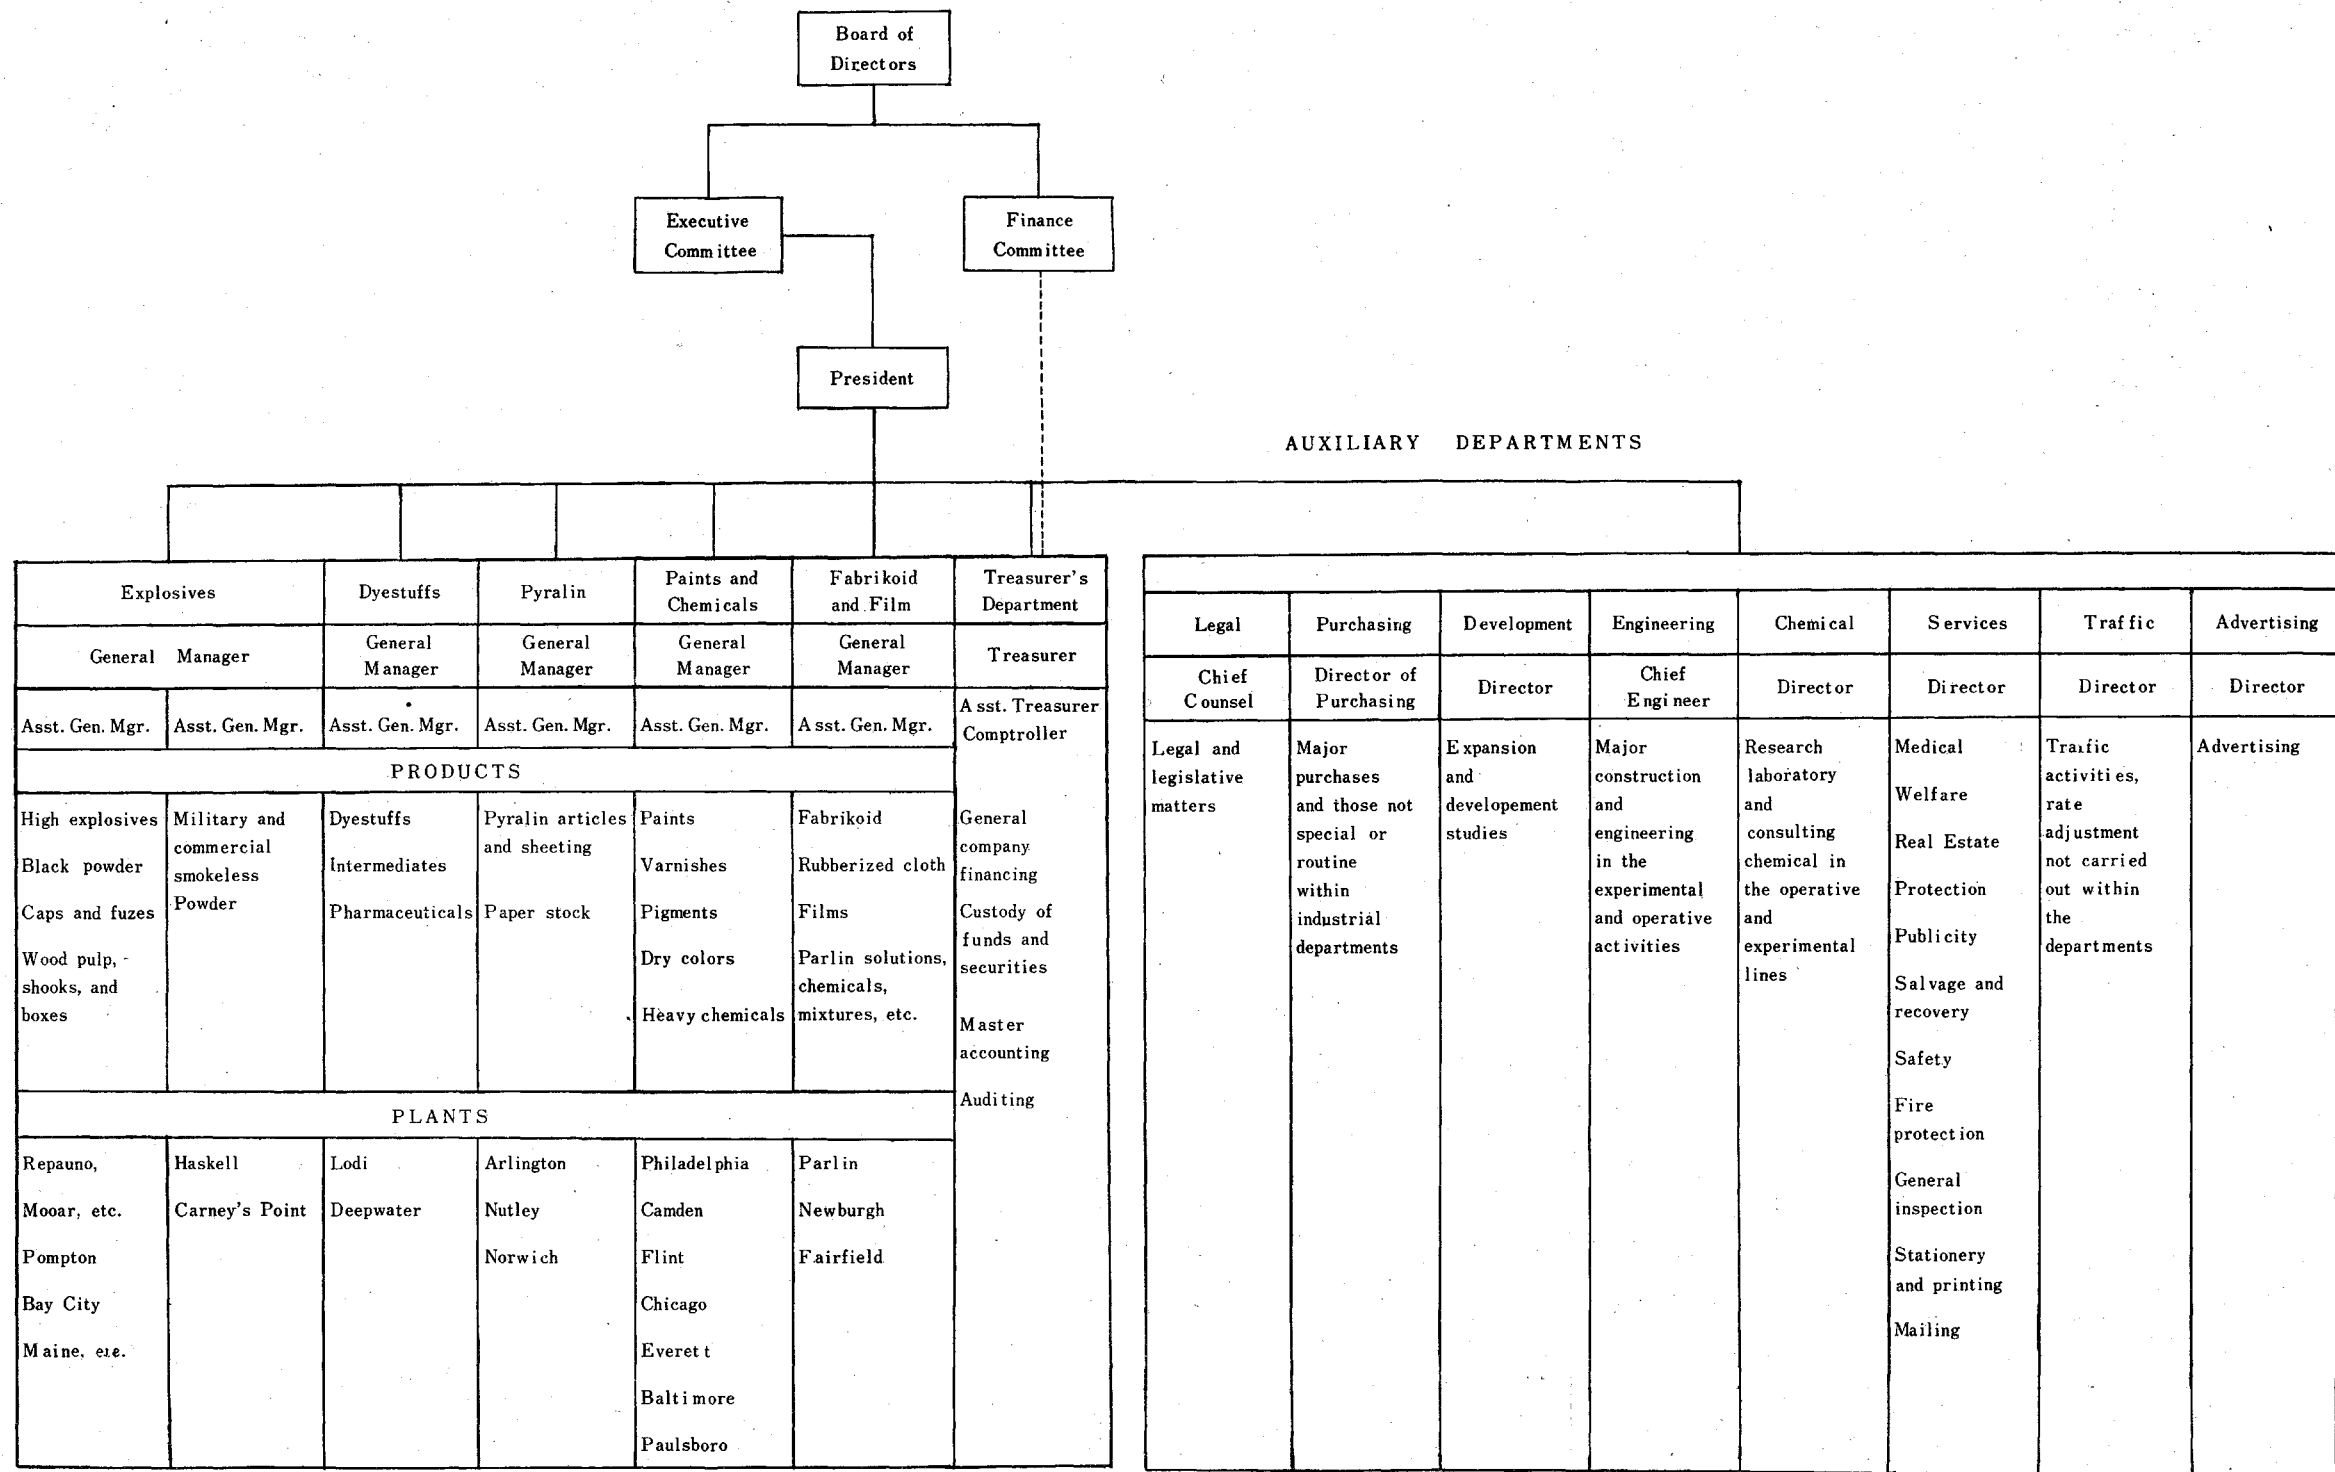 Board of
Directors
Executive
Committee
Finance
Committee
President
AUXILIARY DEPARTMENTS
Explosives
Dyestuffs
Pyralin
Paints and
Chemicals
Fabrikoid
and Film
Treasurer's
Department
General Manager
General
Manager
General
Manager
General
Manager
General
Manager
Treasurer
Asst. Gen. Mgr.
Asst. Gen. Mgr.
Asst. Gen. Mgr.
Asst. Gen. Mgr.
Asst. Gen. Mgr.
Asst. Gen. Mgr.
Asst. Treasurer
Comptroller
PRODUCTS
High explosives
Black powder
Caps and fuzes
Wood pulp,
shooks, and
boxes
Military and
commercial
smokeless
Powder
Dyestuffs
Intermediates
Pharmaceuticals
Pyralin articles
and sheeting
Paper stock
Paints
Varnishes
Pigments
Dry colors
Heavy chemicals
Fabrikoid
Rubberized cloth
Films
Parlin solutions,
chemicals,
mixtures, etc.
General
company
financing
Custody of
funds and
securities
Master
accounting
Auditing
PLANTS
Repauno,
Mooar, etc.
Pompton
Bay City
Maine, etc.
Haskell
Carney's Point
Lodi
Deepwater
Arlington
Nutley
Norwich
Philadelphia
Camden
Flint
Chicago
Everett
Baltimore
Paulsboro
Parlin
Newburgh
Fairfield
Legal
Purchasing
Development
Engineering
Chemical
Services
Traffic
Advertising
Chief
Counsel
Director of
Purchasing
Director
Chief
Engineer
Director
Director
Director
Director
Legal and
legislative
matters
Major
purchases
and those not
special or
routine
within
industrial
departments
Expansion
and
developement
studies
Major
construction
and
engineering
in the
experimental
and operative
activities
Research
laboratory
and
consulting
chemical in
the operative
and
experimental
lines
Medical
Welfare
Real Estate
Protection
Publicity
Salvage and
recovery
Safety
Fire
protection
General
inspection
Stationery
and printing
Mailing
Traffic
activities,
rate
adjustment
not carried
out within
the
departments
Advertising